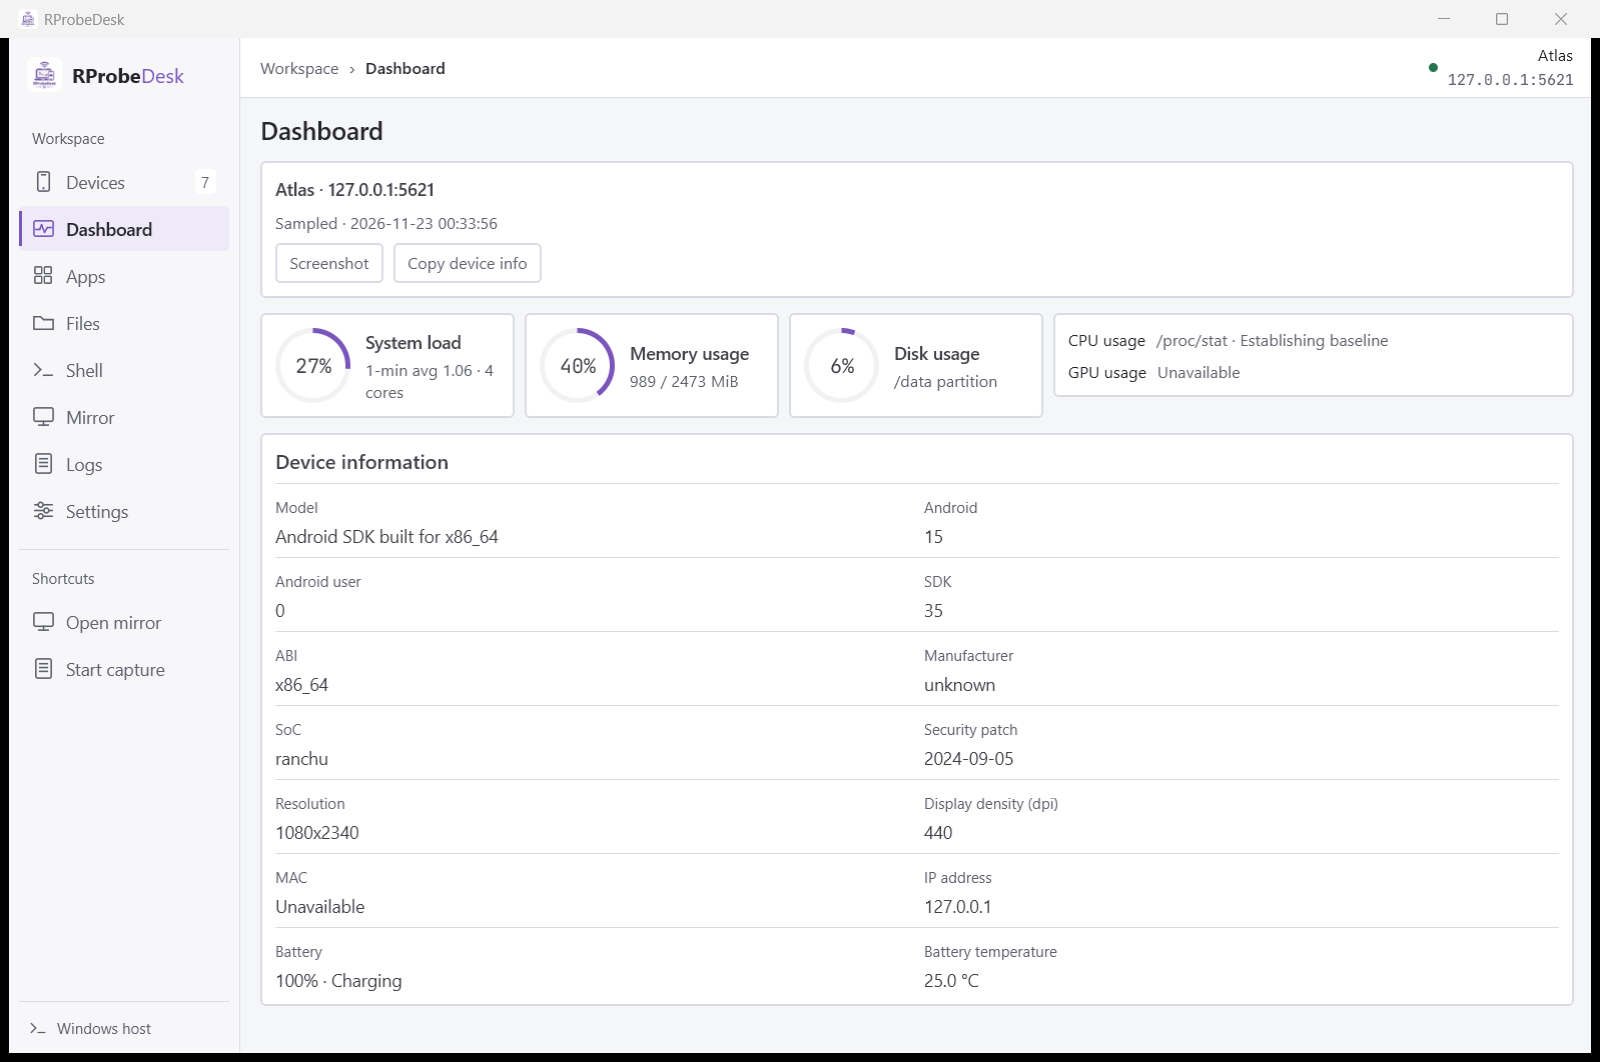 RProbeDesk
RProbeDesk
Workspace
Devices 7
Dashboard
Apps
Files
Shell
Mirror
Logs
Settings
Shortcuts
Open mirror
Start capture
Windows host
Workspace › Dashboard
Atlas
127.0.0.1:5621
Dashboard
Atlas · 127.0.0.1:5621
Sampled · 2026-11-23 00:33:56
Screenshot Copy device info
27%
System load
1-min avg 1.06 · 4
cores
40%
Memory usage
989 / 2473 MiB
6%
Disk usage
/data partition
CPU usage /proc/stat · Establishing baseline
GPU usage Unavailable
Device information
Model
Android SDK built for x86_64
Android
15
Android user
0
SDK
35
ABI
x86_64
Manufacturer
unknown
SoC
ranchu
Security patch
2024-09-05
Resolution
1080x2340
Display density (dpi)
440
MAC
Unavailable
IP address
127.0.0.1
Battery
100% · Charging
Battery temperature
25.0 °C